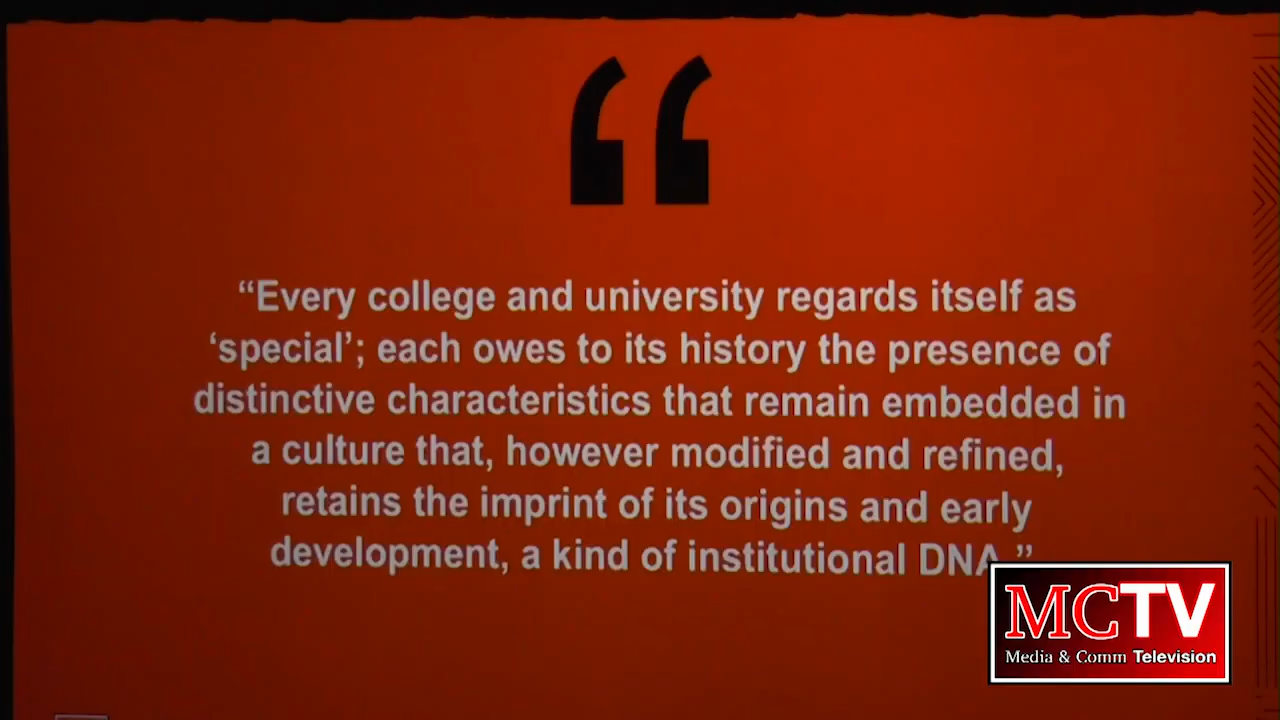 “
“Every college and university regards itself as
‘special’; each owes to its history the presence of
distinctive characteristics that remain embedded in
a culture that, however modified and refined,
retains the imprint of its origins and early
development, a kind of institutional DNA.”
MCTV
Media & Comm Television